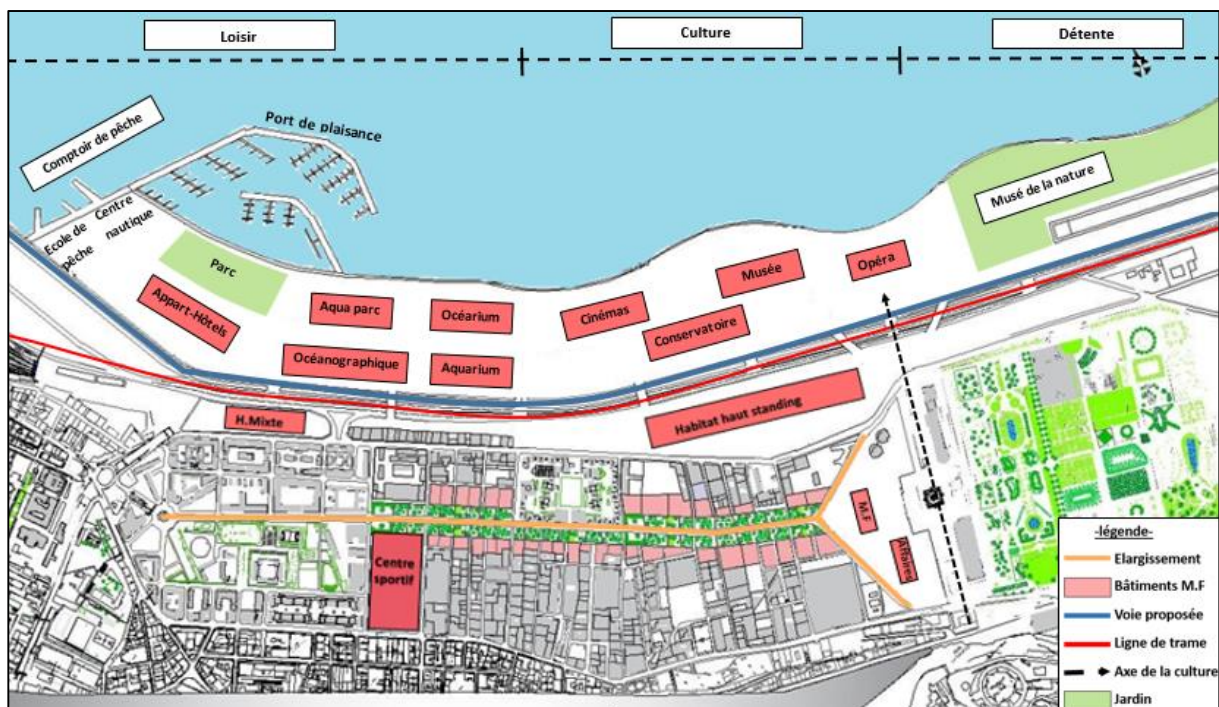 Loisir
Culture
Détente
Comptoir de pêche
Port de plaisance
Ecole de pêche
Centre nautique
Parc
Appart-Hôtels
Aqua parc
Océarium
Océanographique
Aquarium
Cinémas
Musée
Opéra
Conservatoire
Musé de la nature
H.Mixte
Habitat haut standing
Centre
sportif
M.F
Affaires
-légende-
Elargissement
Bâtiments M.F
Voie proposée
Ligne de trame
Axe de la culture
Jardin